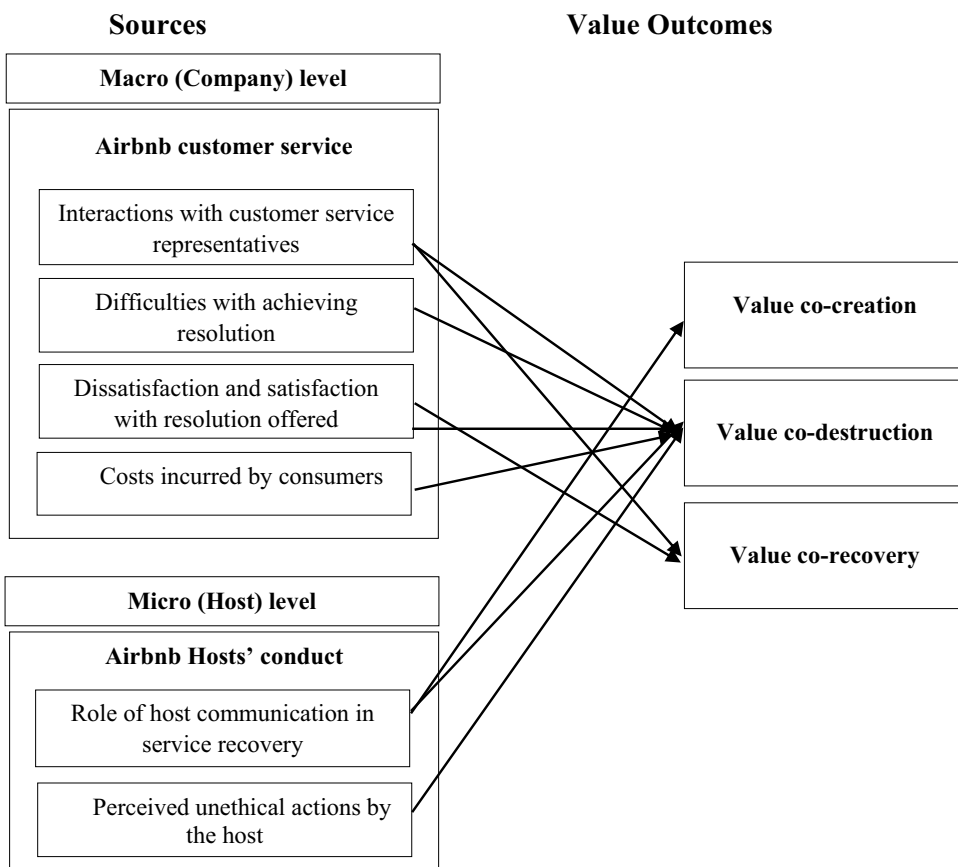 Sources
Value Outcomes
Macro (Company) level
Airbnb customer service
Interactions with customer service
representatives
Difficulties with achieving
resolution
Dissatisfaction and satisfaction
with resolution offered
Costs incurred by consumers
Value co-creation
Value co-destruction
Value co-recovery
Micro (Host) level
Airbnb Hosts’ conduct
Role of host communication in
service recovery
Perceived unethical actions by
the host